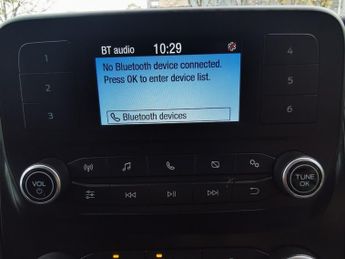 BT audio 10:29
No Bluetooth device connected.
Press OK to enter device list.
Bluetooth devices
1
2
3
4
5
6
VOL
TUNE
OK